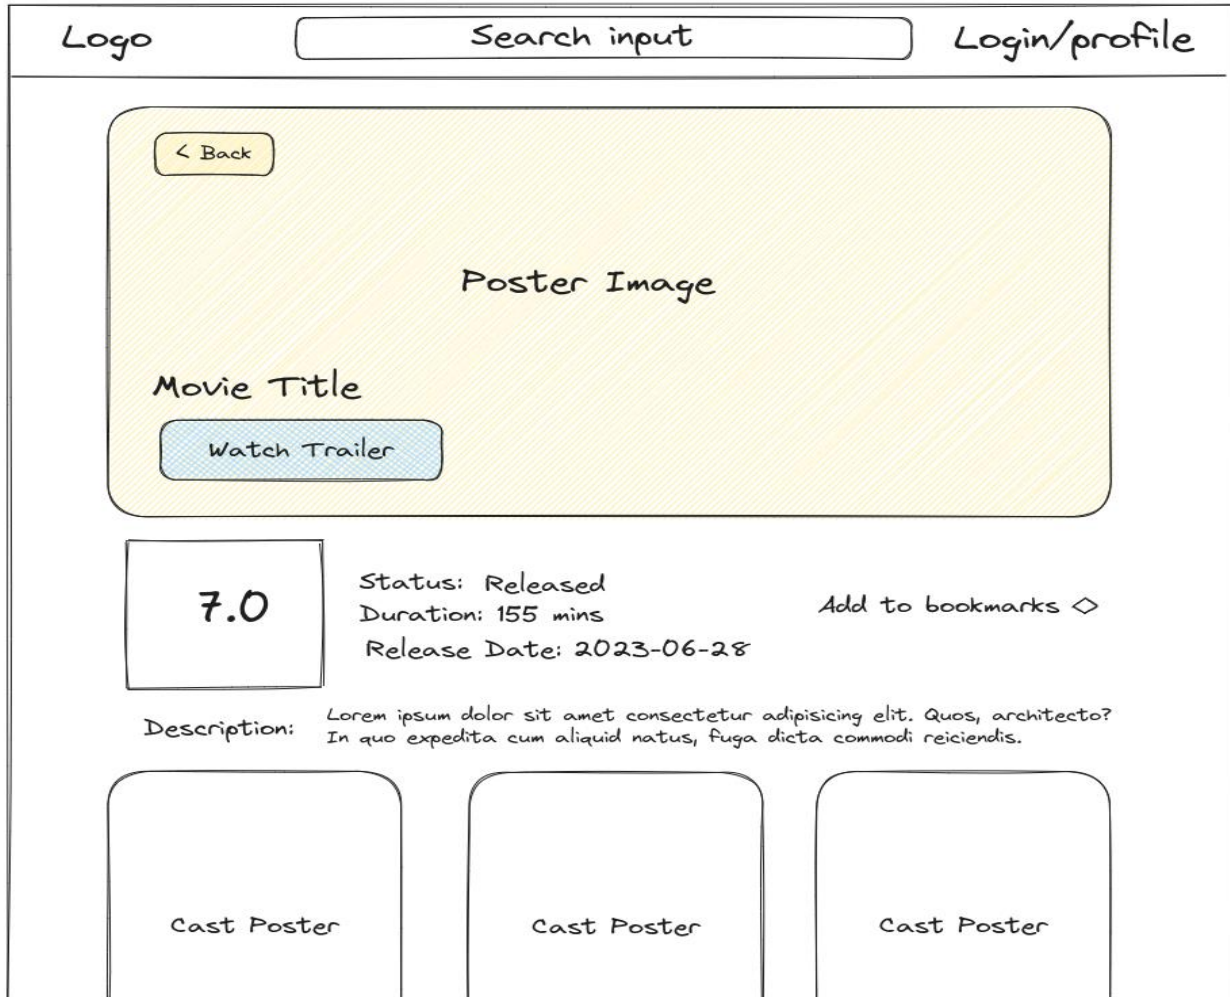 Logo
Search input
Login/profile
< Back
Poster Image
Movie Title
Watch Trailer
7.0
Status: Released
Duration: 155 mins
Release Date: 2023-06-28
Add to bookmarks
Description:
Lorem ipsum dolor sit amet consectetur adipisicing elit. Quos, architecto?
In quo expedita cum aliquid natus, fuga dicta commodi reiciendis.
Cast Poster
Cast Poster
Cast Poster